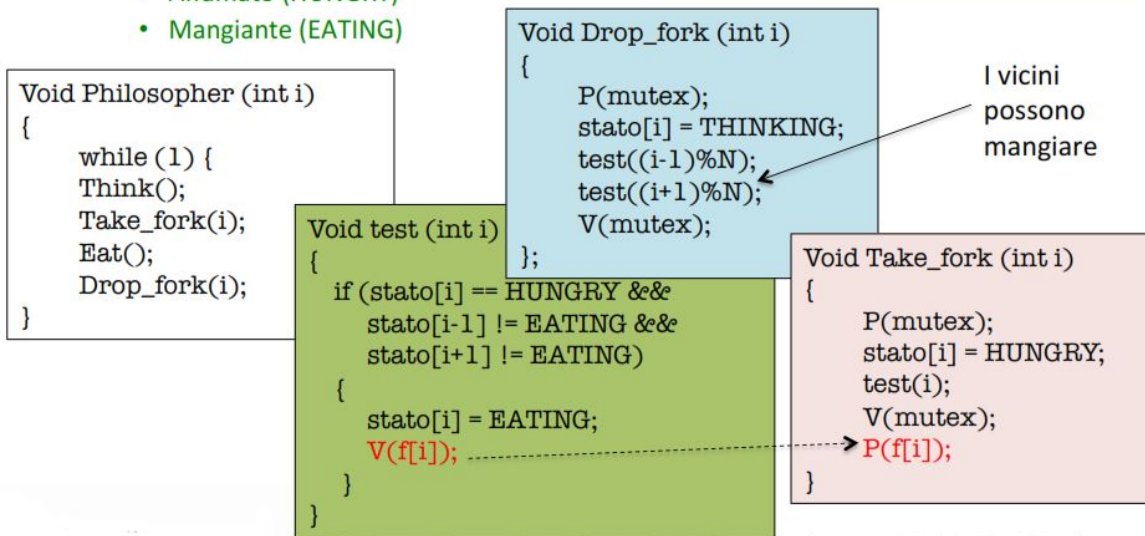 • Mangiante (EATING)
Void Philosopher (int i)
{
while (1) {
Think();
Take_fork(i);
Eat();
Drop_fork(i);
}
Void test (int i)
{
if (stato[i] == HUNGRY &&
stato[i-1] != EATING &&
stato[i+1] != EATING)
{
stato[i] = EATING;
V(f[i]);
}
}
Void Drop_fork (int i)
{
P(mutex);
stato[i] = THINKING;
test((i-1)%N);
test((i+1)%N);
V(mutex);
};
I vicini
possono
mangiare
Void Take_fork (int i)
{
P(mutex);
stato[i] = HUNGRY;
test(i);
V(mutex);
P(f[i]);
}